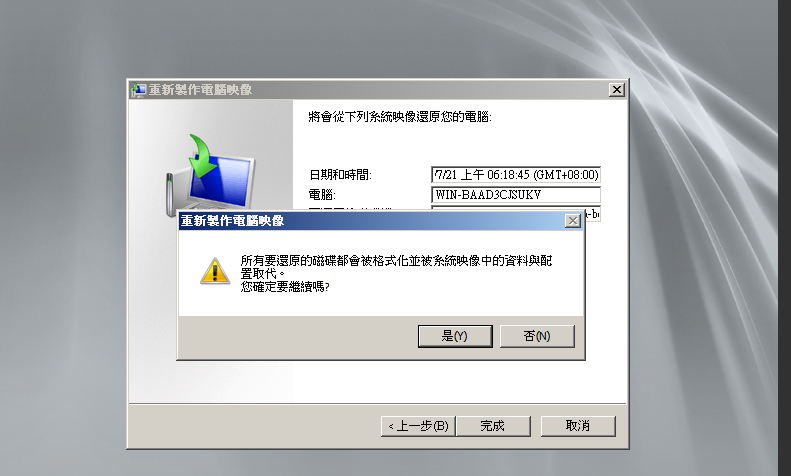 重新製作電腦映像
將會從下列系統映像還原您的電腦:
日期和時間:
7/21 上午 06:18:45 (GMT+08:00)
電腦:
WIN-BAAD3CJSUKV
重新製作電腦映像
所有要還原的磁碟都會被格式化並被系統映像中的資料與配
置取代。
您確定要繼續嗎?
是(Y)
否(N)
<上一步(B)
完成
取消